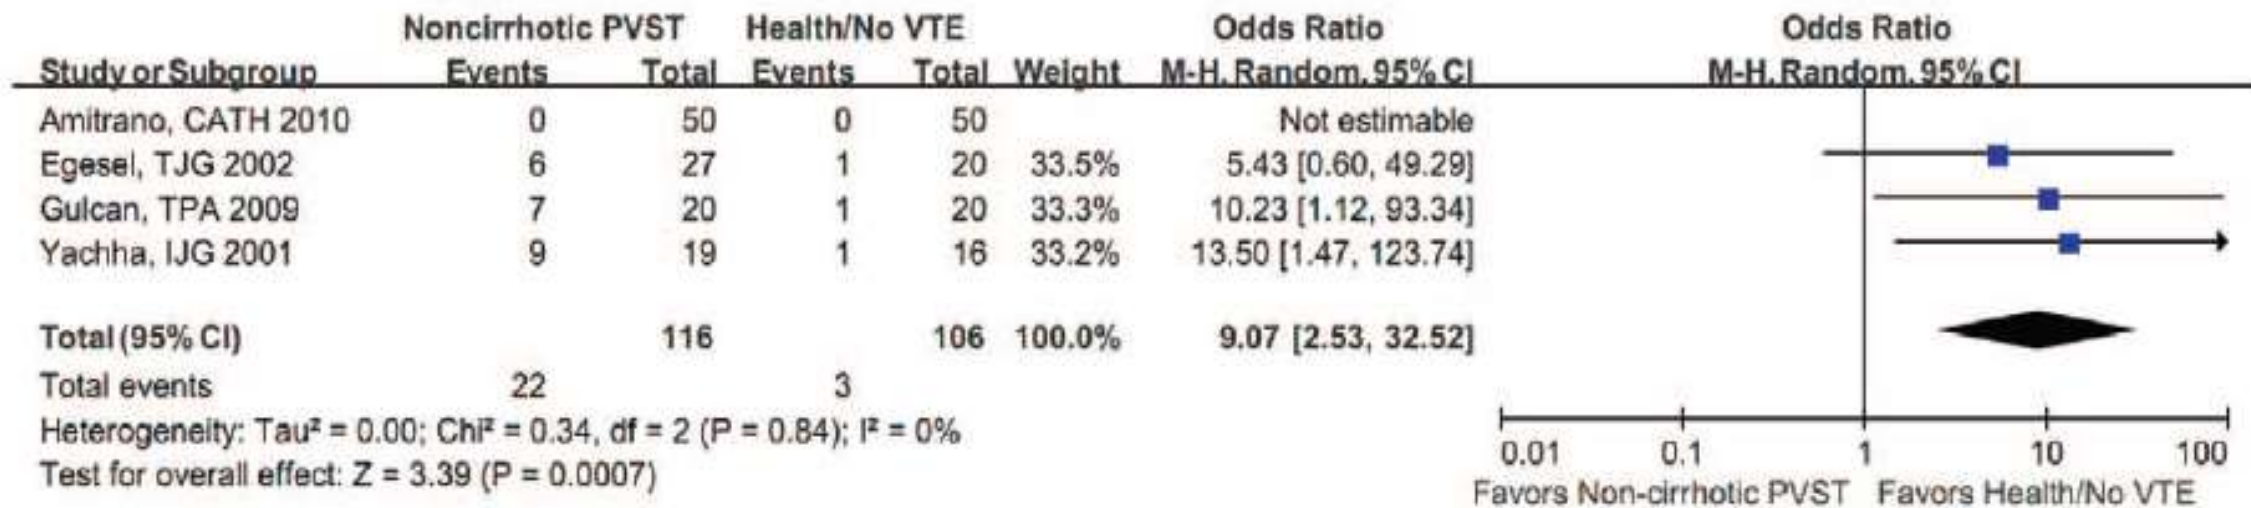 Noncirrhotic PVST Health/No VTE Odds Ratio Odds Ratio
Study or Subgroup Events Total Events Total Weight M-H, Random, 95% CI M-H, Random, 95% CI
Amitrano, CATH 2010 0 50 0 50 Not estimable
Egesel, TJG 2002 6 27 1 20 33.5% 5.43 [0.60, 49.29]
Gulcan, TPA 2009 7 20 1 20 33.3% 10.23 [1.12, 93.34]
Yachha, IJG 2001 9 19 1 16 33.2% 13.50 [1.47, 123.74]
Total (95% CI) 116 106 100.0% 9.07 [2.53, 32.52]
Total events 22 3
Heterogeneity: Tau² = 0.00; Chi² = 0.34, df = 2 (P = 0.84); I² = 0%
Test for overall effect: Z = 3.39 (P = 0.0007)
0.01 0.1 1 10 100
Favors Non-cirrhotic PVST Favors Health/No VTE